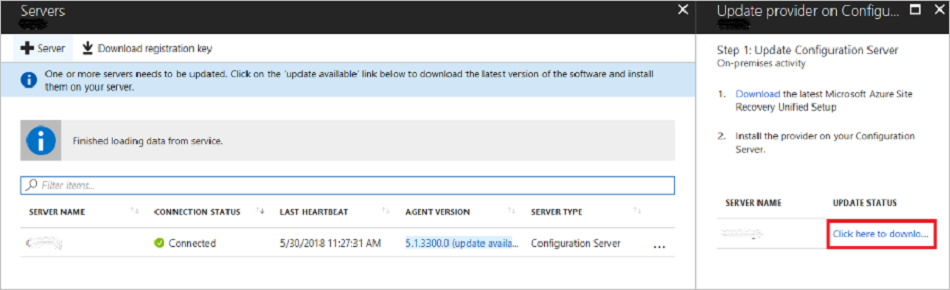 Servers
+ Server
Download registration key
One or more servers needs to be updated. Click on the 'update available' link below to download the latest version of the software and install
them on your server.
Finished loading data from service.
Filter items...
SERVER NAME CONNECTION STATUS LAST HEARTBEAT AGENT VERSION SERVER TYPE
Connected 5/30/2018 11:27:31 AM 5.1.3300.0 (update availa... Configuration Server ...
Update provider on Configu...
Step 1: Update Configuration Server
On-premises activity
1. Download the latest Microsoft Azure Site
Recovery Unified Setup
2. Install the provider on your Configuration
Server.
SERVER NAME UPDATE STATUS
Click here to downlo...